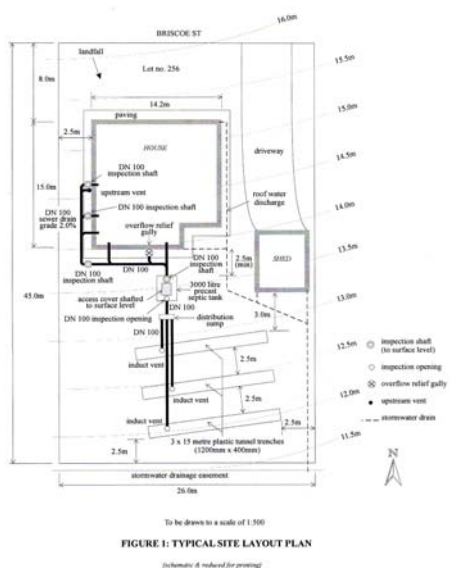 BRISCOE ST
16.0m
landfall
Lot no. 256
15.5m
8.0m
14.2m
15.0m
paving
2.5m
HOUSE
driveway
14.5m
DN 100
inspection
shaft
upstream vent
15.0m
DN 100
sewer drain
grade 2.0%
DN 100 inspection shaft
roof water
discharge
14.0m
overflow relief
gully
DN 100
inspection
shaft
DN 100
DN 100
inspection
shaft
2.5m
(min)
SHED
13.5m
3000 litre
precast
septic tank
access cover shafted
to surface level
13.0m
43.0m
DN 100 inspection opening
3.0m
DN 100
distribution
sump
12.5m
inspection shaft
(to surface level)
inspection opening
overflow relief gully
upstream vent
stormwater drain
induct vent
2.5m
12.0m
induct vent
2.5m
induct vent
2.5m
11.5m
3 x 15 metre plastic tunnel trenches
(1200mm x 400mm)
2.5m
N
stormwater drainage easement
26.0m
To be drawn to a scale of 1:500
FIGURE 1: TYPICAL SITE LAYOUT PLAN
(schematic & reduced for printing)